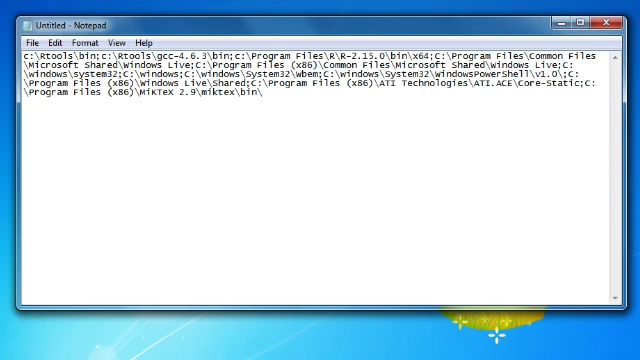 Untitled - Notepad
File Edit Format View Help
c:\Rtools\bin;c:\Rtools\gcc-4.6.3\bin;c:\Program Files\R\R-2.15.0\bin\x64;C:\Program Files\Common Files
\Microsoft Shared\Windows Live;C:\Program Files (x86)\Common Files\Microsoft Shared\Windows Live;C:
\windows\system32;C:\windows;C:\windows\System32\wbem;C:\windows\System32\WindowsPowerShell\v1.0\;C:
\Program Files (x86)\Windows Live\Shared;C:\Program Files (x86)\ATI Technologies\ATI.ACE\Core-Static;C:
\Program Files (x86)\MiKTeX 2.9\miktex\bin\